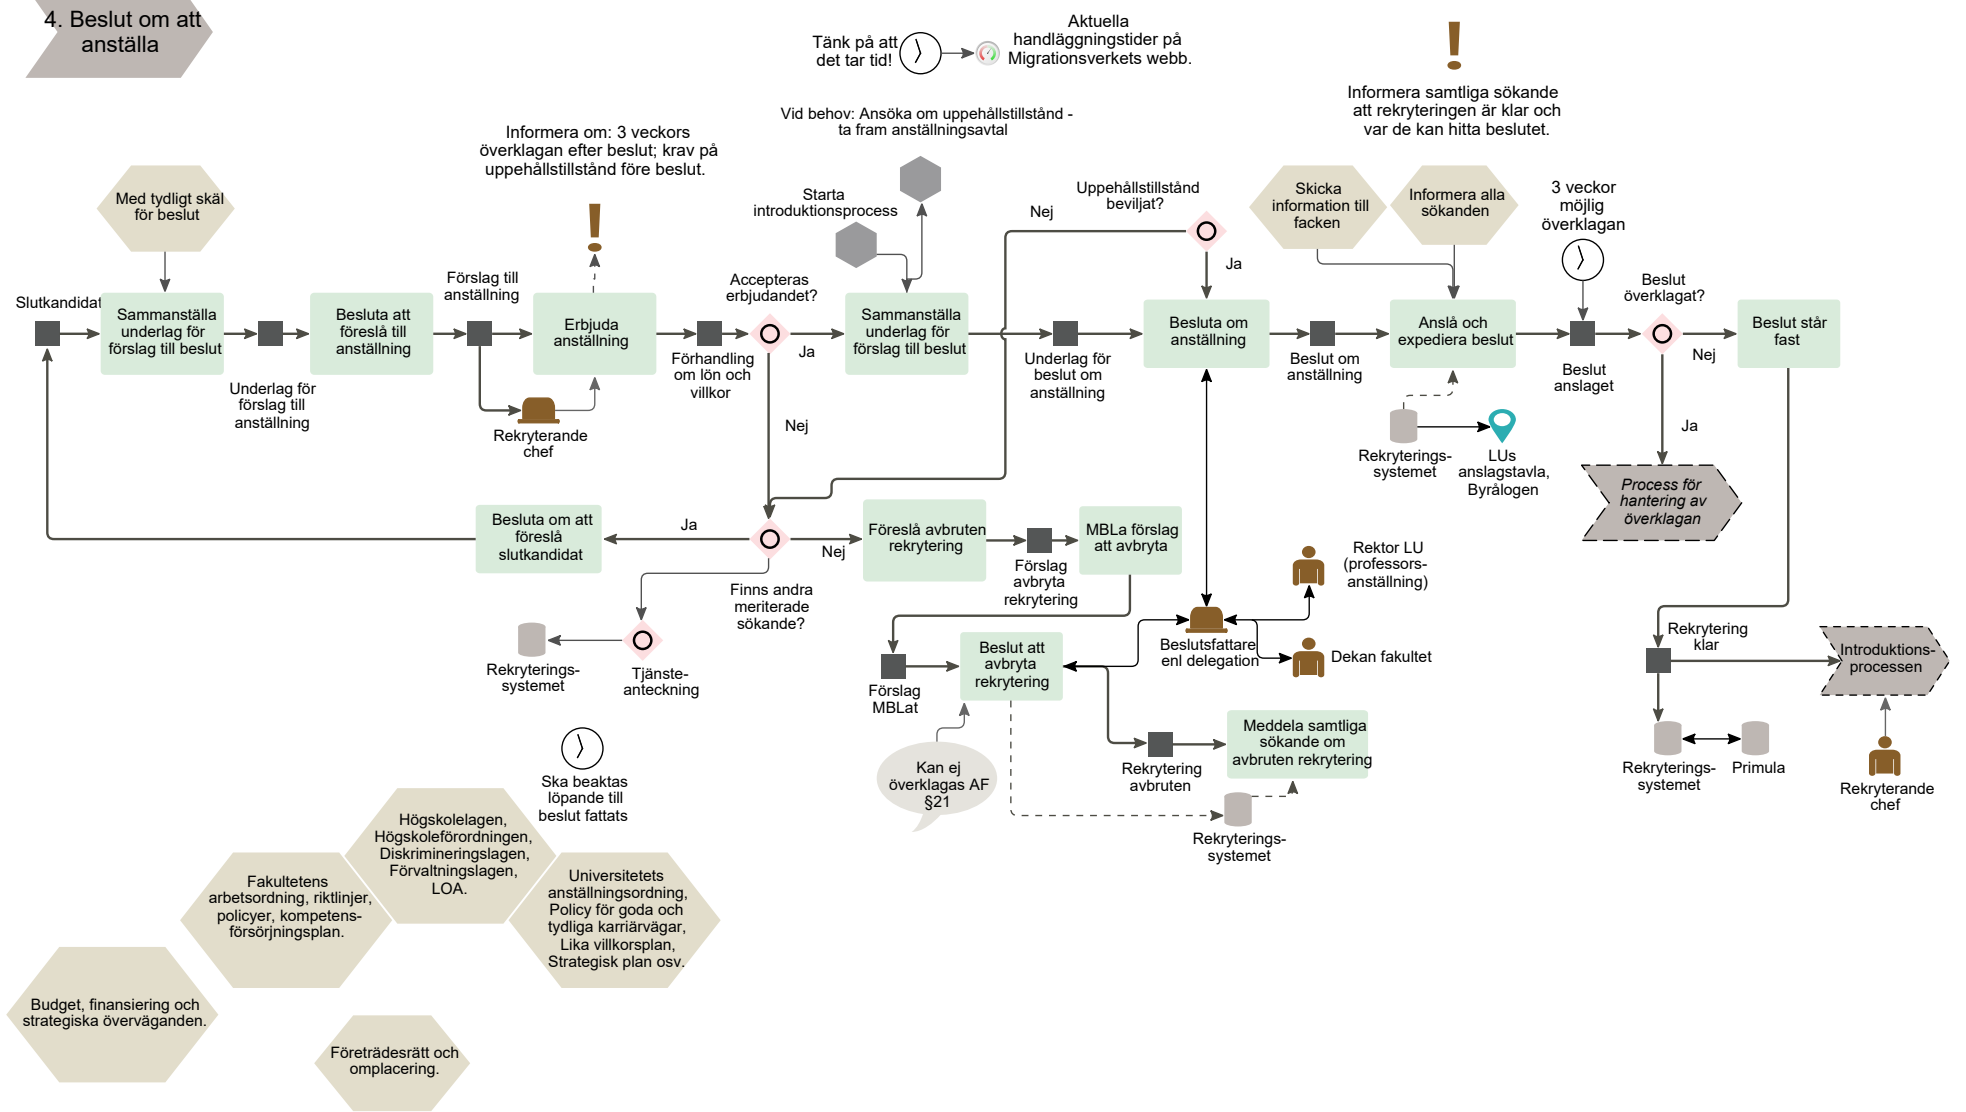 4. Beslut om att
anställa
Tänk på att
det tar tid!
Aktuella
handläggningstider på
Migrationsverkets webb.
Informera samtliga sökande
att rekryteringen är klar och
var de kan hitta beslutet.
Vid behov: Ansöka om uppehållstillstånd -
ta fram anställningsavtal
Informera om: 3 veckors
överklagan efter beslut; krav på
uppehållstillstånd före beslut.
Med tydligt skäl
för beslut
Starta
introduktionsprocess
Uppehållstillstånd
beviljat?
Nej
Ja
Skicka
information till
facken
Informera alla
sökanden
3 veckor
möjlig
överklagan
Slutkandidat
Sammanställa
underlag för
förslag till beslut
Underlag för
förslag till
anställning
Besluta att
föreslå till
anställning
Förslag till
anställning
Rekryterande
chef
Erbjuda
anställning
Förhandling
om lön och
villkor
Accepteras
erbjudandet?
Ja
Nej
Sammanställa
underlag för
förslag till beslut
Underlag för
beslut om
anställning
Besluta om
anställning
Beslut om
anställning
Anslå och
expediera beslut
Rekryterings-
systemet
LUs
anslagstavla,
Byrålogen
Beslut
anslaget
Beslut
överklagat?
Nej
Ja
Beslut står
fast
Process för
hantering av
överklagan
Besluta om att
föreslå
slutkandidat
Ja
Nej
Finns andra
meriterade
sökande?
Tjänste-
anteckning
Rekryterings-
systemet
Föreslå avbruten
rekrytering
Förslag
avbryta
rekrytering
MBLa förslag
att avbryta
Förslag
MBLat
Beslut att
avbryta
rekrytering
Kan ej
överklagas AF
§21
Beslutsfattare
enl delegation
Rektor LU
(professors-
anställning)
Dekan fakultet
Rekrytering
avbruten
Meddela samtliga
sökande om
avbruten rekrytering
Rekryterings-
systemet
Rekrytering
klar
Introduktions-
processen
Rekryterings-
systemet
Primula
Rekryterande
chef
Ska beaktas
löpande till
beslut fattats
Högskolelagen,
Högskoleförordningen,
Diskrimineringslagen,
Förvaltningslagen,
LOA.
Fakultetens
arbetsordning, riktlinjer,
policyer, kompetens-
försörjningsplan.
Universitetets
anställningsordning,
Policy för goda och
tydliga karriärvägar,
Lika villkorsplan,
Strategisk plan osv.
Budget, finansiering och
strategiska överväganden.
Företrädesrätt och
omplacering.